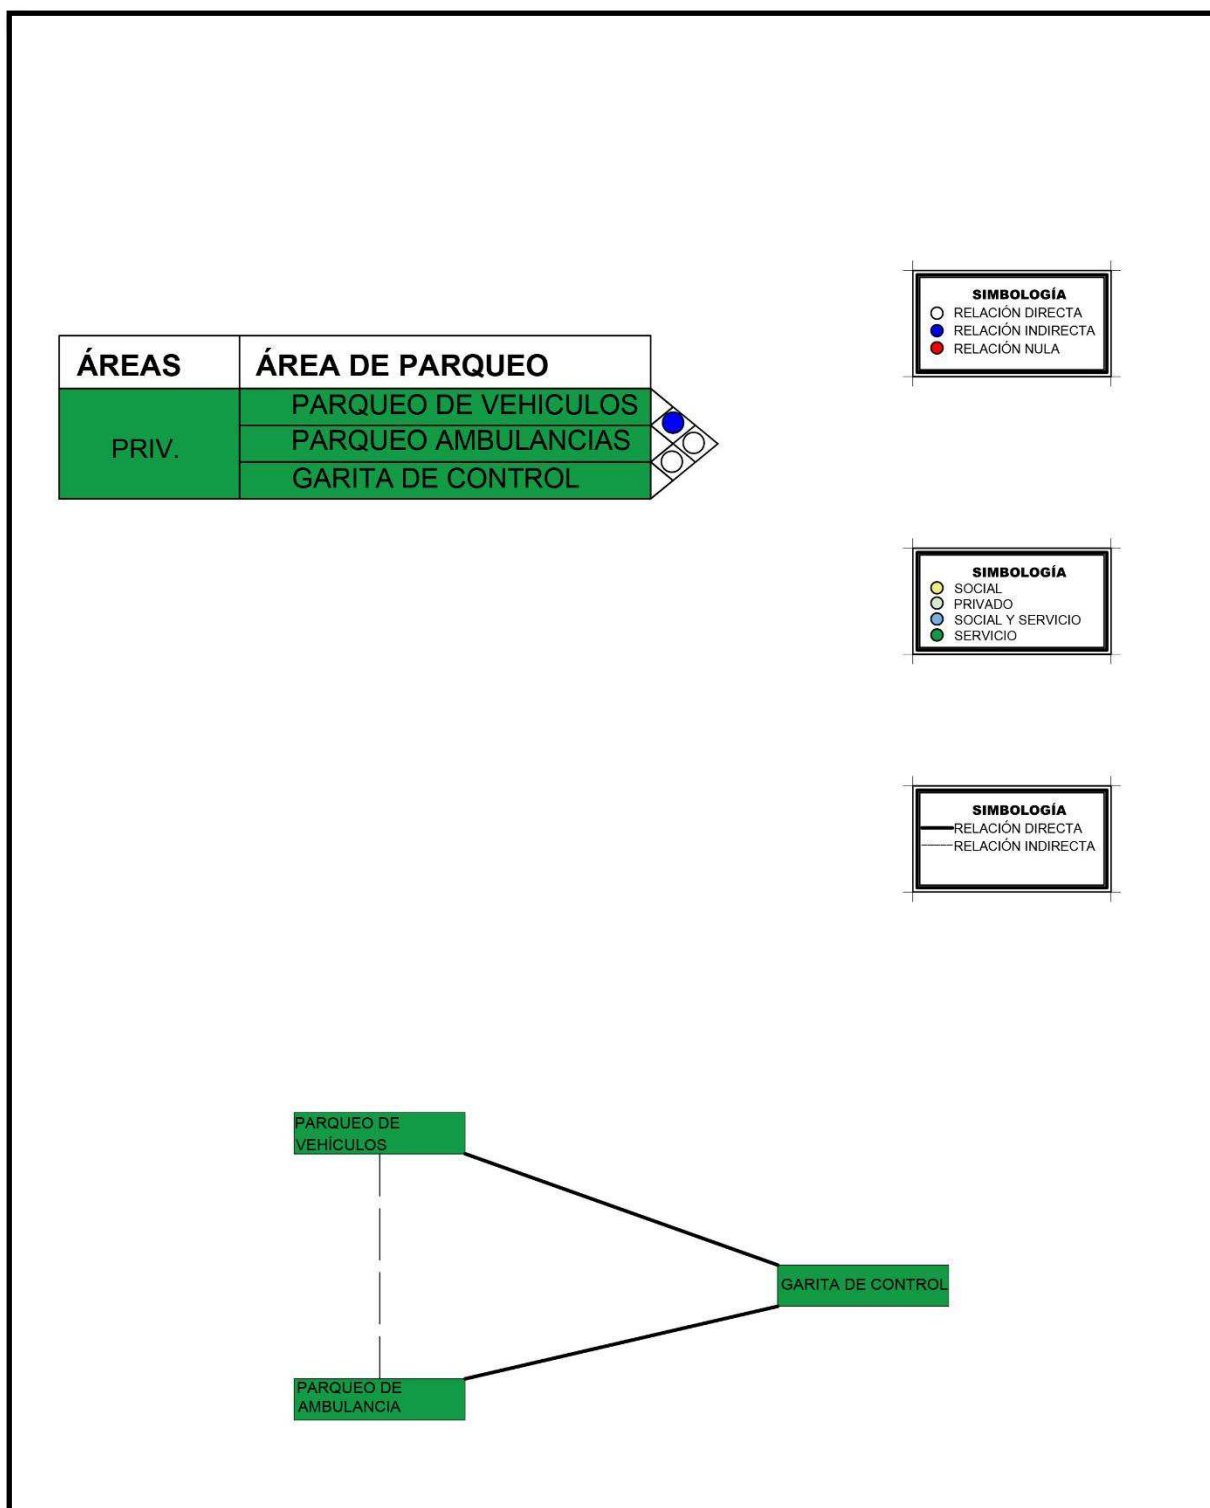 SIMBOLOGÍA
RELACIÓN DIRECTA
RELACIÓN INDIRECTA
RELACIÓN NULA
ÁREAS ÁREA DE PARQUEO
PRIV.
PARQUEO DE VEHICULOS
PARQUEO AMBULANCIAS
GARITA DE CONTROL
SIMBOLOGÍA
SOCIAL
PRIVADO
SOCIAL Y SERVICIO
SERVICIO
SIMBOLOGÍA
RELACIÓN DIRECTA
RELACIÓN INDIRECTA
PARQUEO DE
VEHÍCULOS
GARITA DE CONTROL
PARQUEO DE
AMBULANCIA